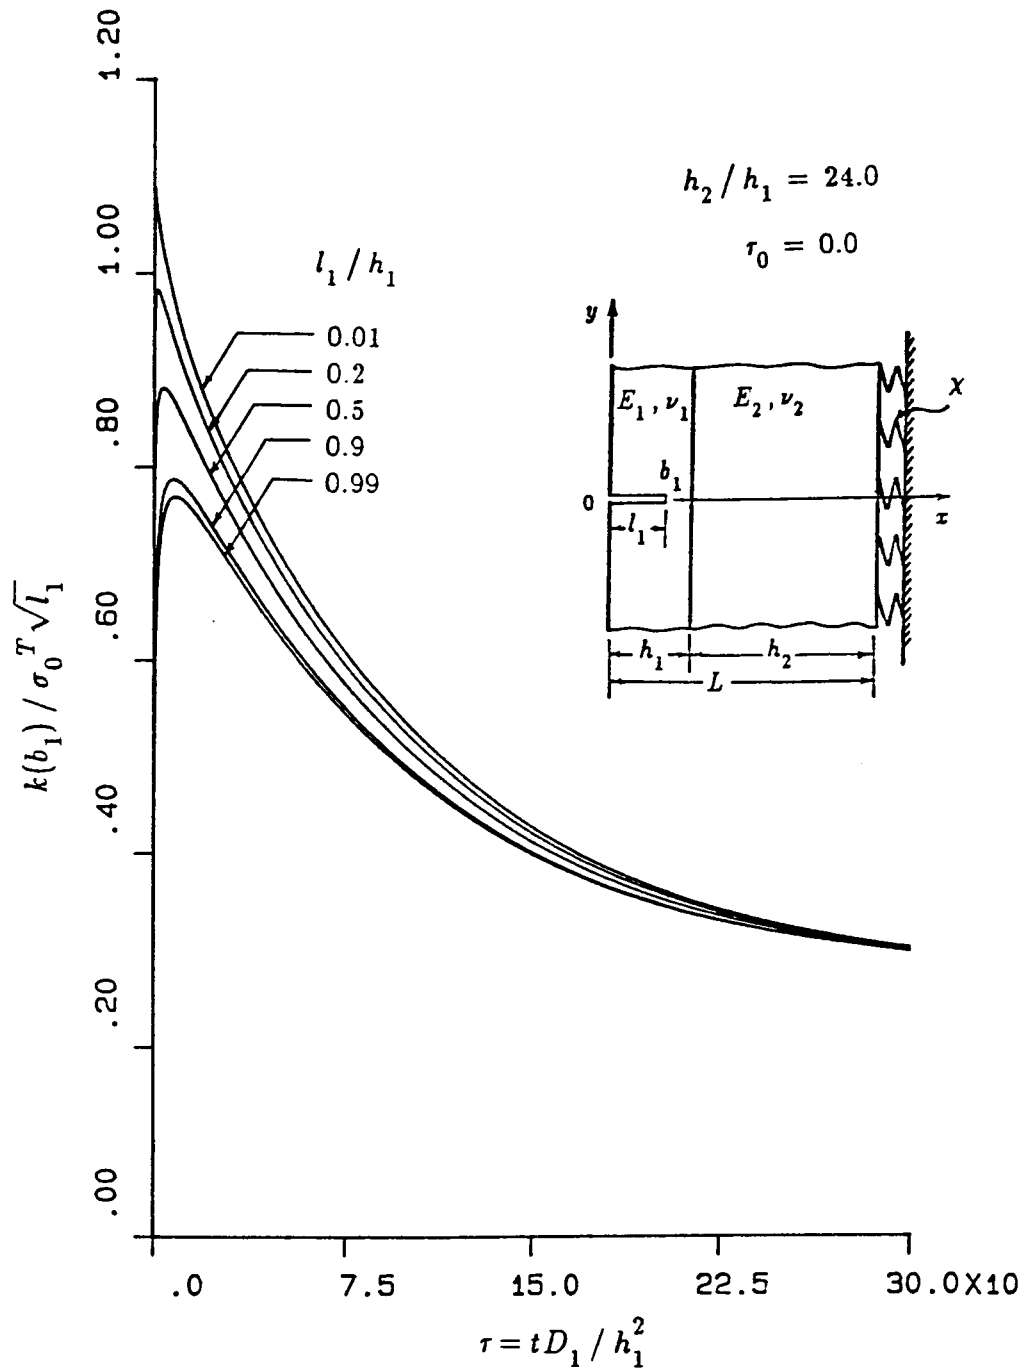 1.20
1.00
.80
.60
.40
.20
.00
k(b₁) / σ₀ᵀ √l₁
h₂ / h₁ = 24.0
τ₀ = 0.0
l₁ / h₁
0.01
0.2
0.5
0.9
0.99
y
E₁, ν₁
E₂, ν₂
χ
b₁
0
x
l₁
h₁
h₂
L
.0 7.5 15.0 22.5 30.0X10
τ = tD₁ / h₁²